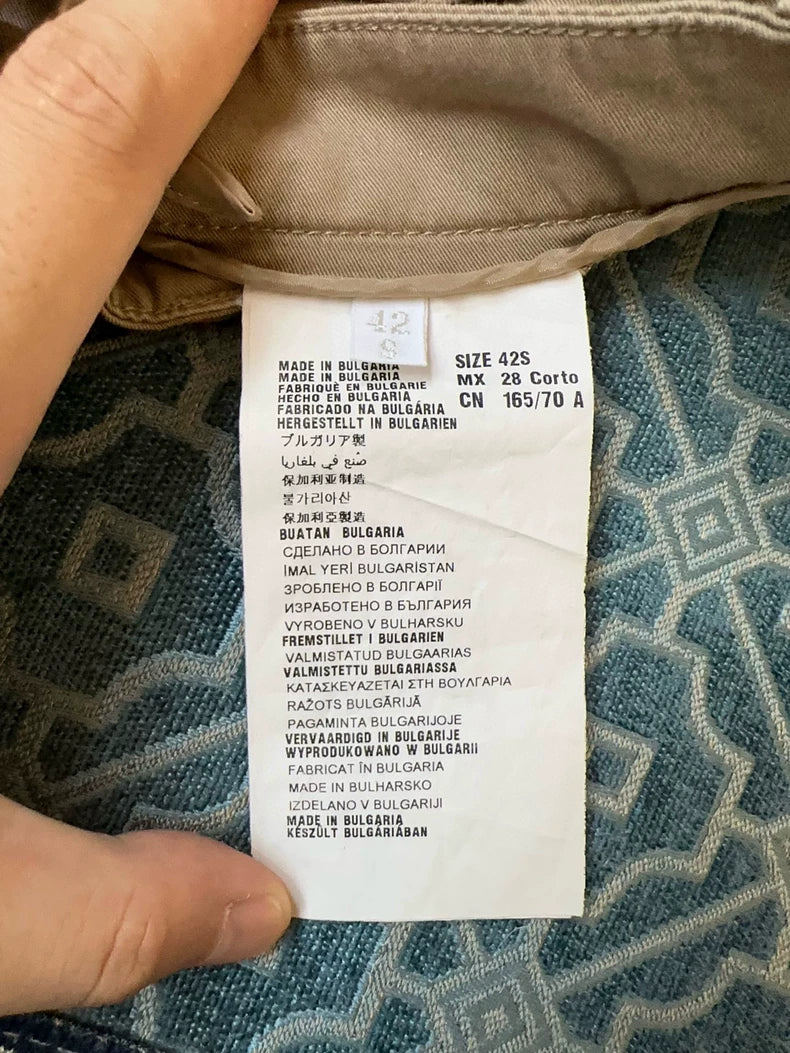 42
S
SIZE 42S
MX 28 Corto
CN 165/70 A
MADE IN BULGARIA
MADE IN BULGARIA
FABRIQUÉ EN BULGARIE
HECHO EN BULGARIA
FABRICADO NA BULGÁRIA
HERGESTELLT IN BULGARIEN
ブルガリア製
صنع في بلغاريا
保加利亚制造
불가리아산
保加利亞製造
BUATAN BULGARIA
СДЕЛАНО В БОЛГАРИИ
İMAL YERİ BULGARİSTAN
ЗРОБЛЕНО В БОЛГАРІЇ
ИЗРАБОТЕНО В БЪЛГАРИЯ
VYROBENO V BULHARSKU
FREMSTILLET I BULGARIEN
VALMISTATUD BULGAARIAS
VALMISTETTU BULGARIASSA
ΚΑΤΑΣΚΕΥΑΖΕΤΑΙ ΣΤΗ ΒΟΥΛΓΑΡΙΑ
RAŽOTS BULGĀRIJĀ
PAGAMINTA BULGARIJOJE
VERVAARDIGD IN BULGARIJE
WYPRODUKOWANO W BULGARII
FABRICAT ÎN BULGARIA
MADE IN BULHARSKO
IZDELANO V BULGARIJI
MADE IN BULGARIA
KÉSZÜLT BULGÁRIÁBAN